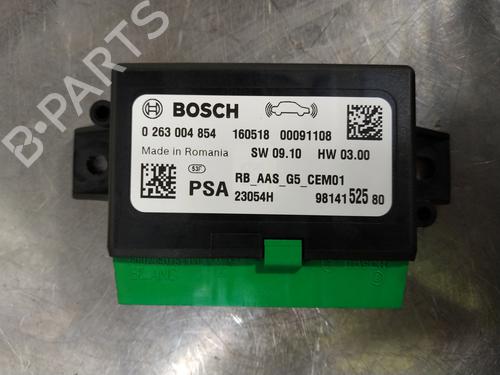 BOSCH
0 263 004 854 160518 00091108
Made in Romania SW 09.10 HW 03.00
53F PSA RB_AAS_G5_CEM01
23054H 98141 525 80
B-PARTS